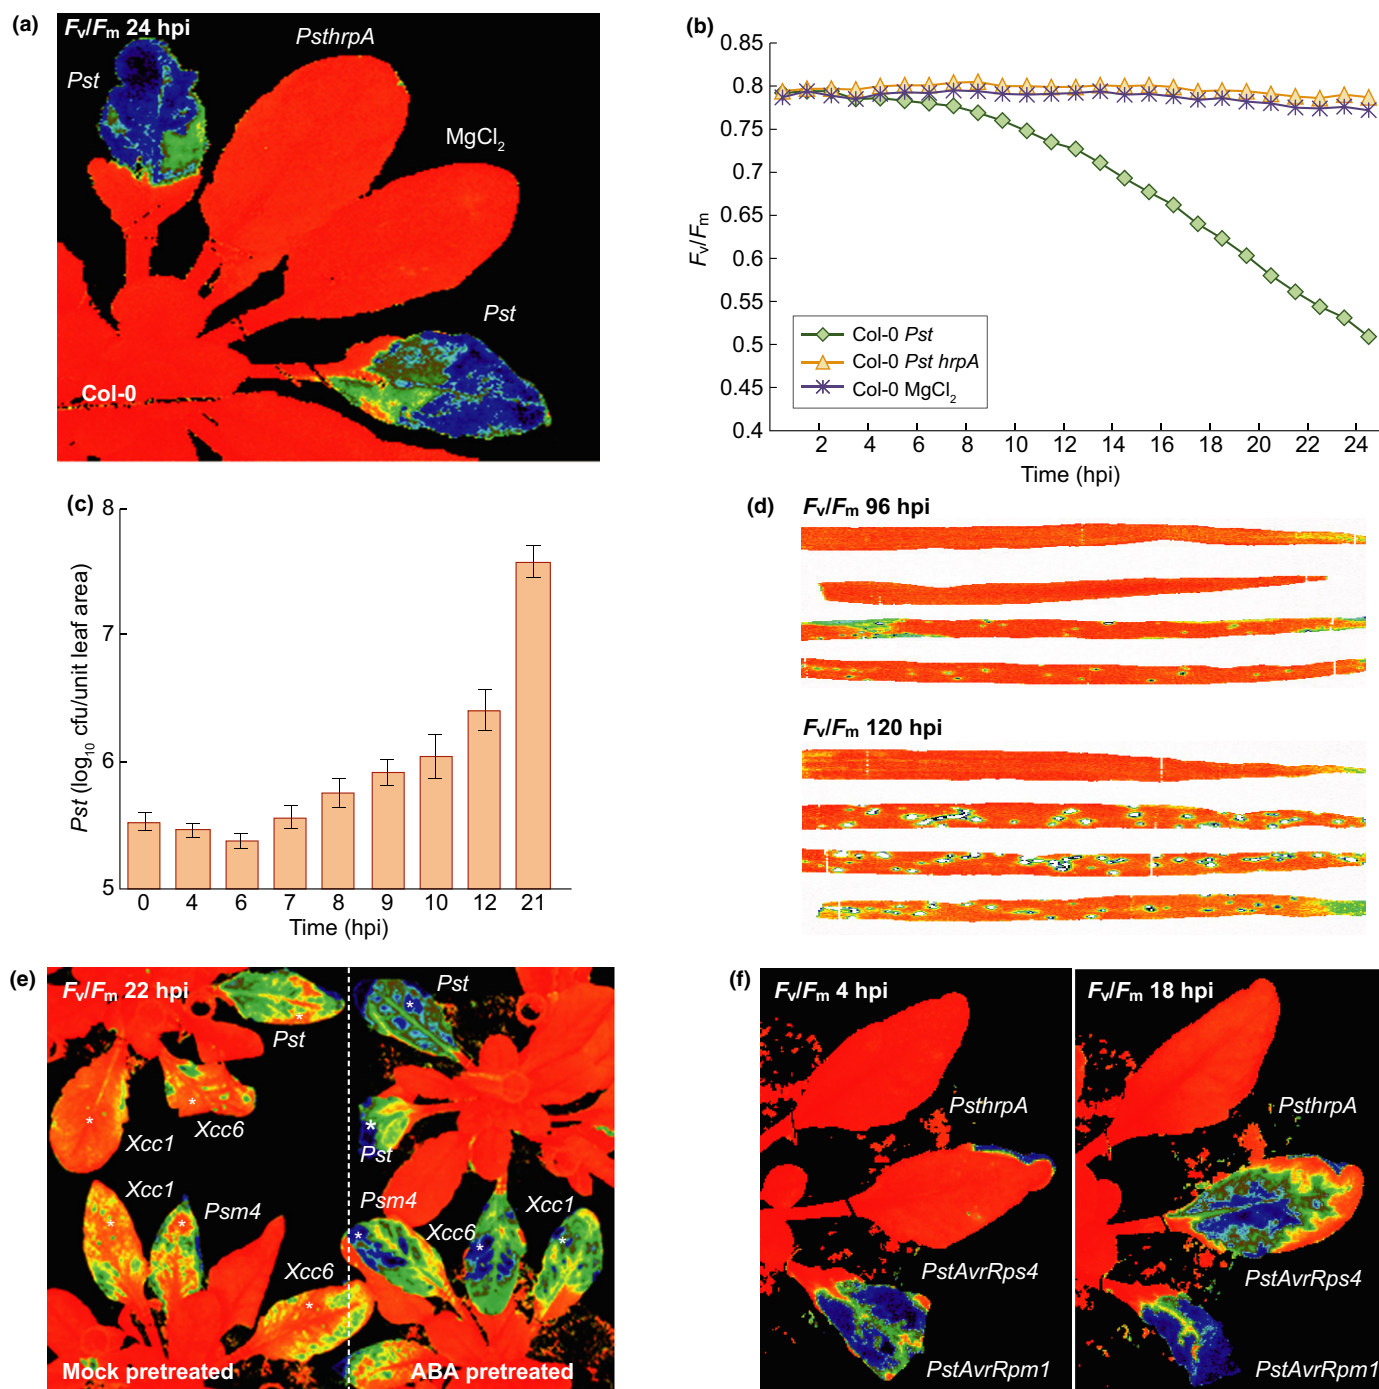 (a)
Fv/Fm 24 hpi
PsthrpA
Pst
MgCl2
Pst
Col-0
(b)
0.85
0.8
0.75
0.7
0.65
0.6
0.55
0.5
0.45
0.4
Fv/Fm
Col-0 Pst
Col-0 Pst hrpA
Col-0 MgCl2
2 4 6 8 10 12 14 16 18 20 22 24
Time (hpi)
(c)
8
7
6
5
Pst (log10 cfu/unit leaf area)
0 4 6 7 8 9 10 12 21
Time (hpi)
(d)
Fv/Fm 96 hpi
Fv/Fm 120 hpi
(e)
Fv/Fm 22 hpi
Pst
*
Pst
*
*
*
Xcc6
Xcc1
*
Pst
Xcc1
*
Psm4
*
Xcc6
*
Psm4
*
Xcc6
*
Xcc1
*
Mock pretreated
ABA pretreated
(f)
Fv/Fm 4 hpi
PsthrpA
PstAvrRps4
PstAvrRpm1
Fv/Fm 18 hpi
PsthrpA
PstAvrRps4
PstAvrRpm1